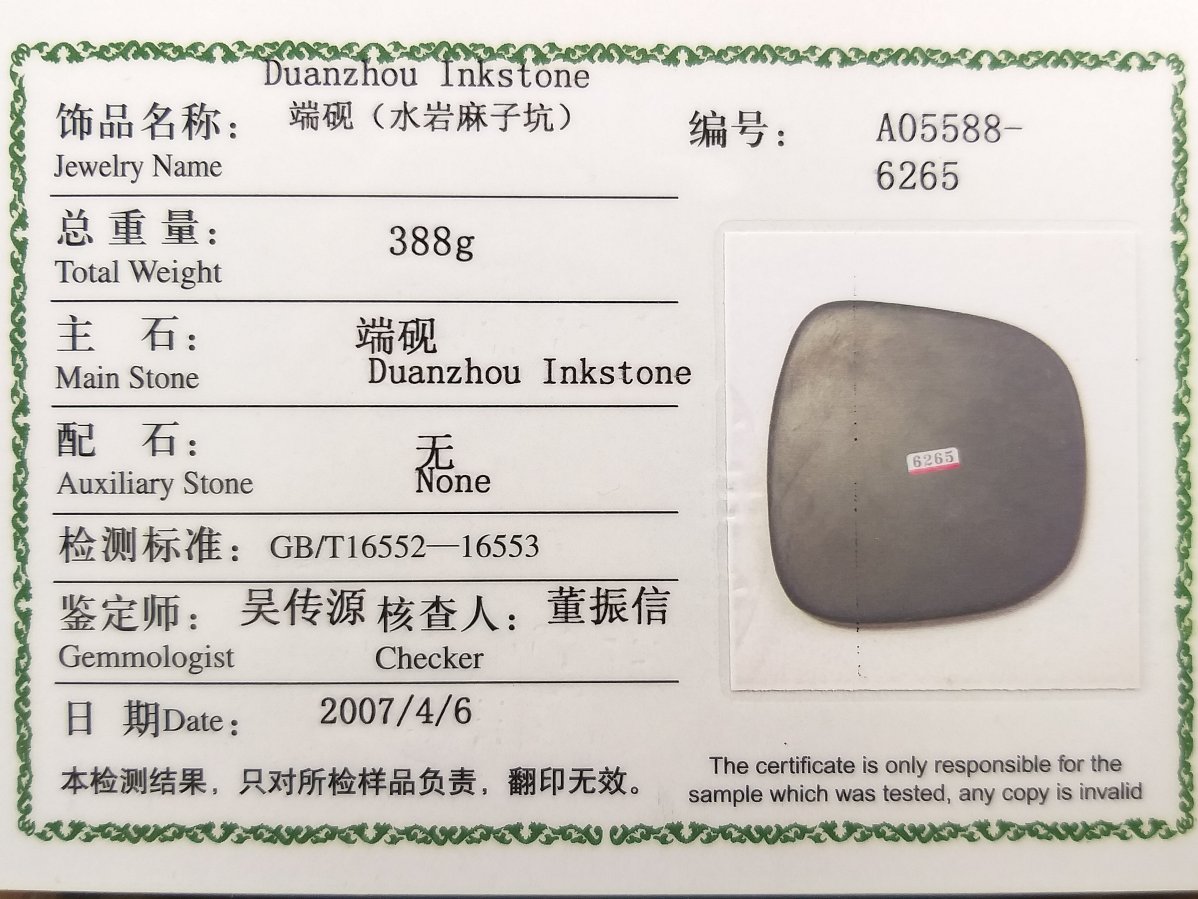 Duanzhou Inkstone
饰品名称: 端砚（水岩麻子坑）
Jewelry Name
编号: A05588-
6265
总重量: 388g
Total Weight
主 石: 端砚
Main Stone Duanzhou Inkstone
配 石: 无
Auxiliary Stone None
检测标准: GB/T16552—16553
鉴定师: 吴传源 核查人: 董振信
Gemmologist Checker
日 期Date: 2007/4/6
本检测结果，只对所检样品负责，翻印无效。
6265
The certificate is only responsible for the
sample which was tested, any copy is invalid